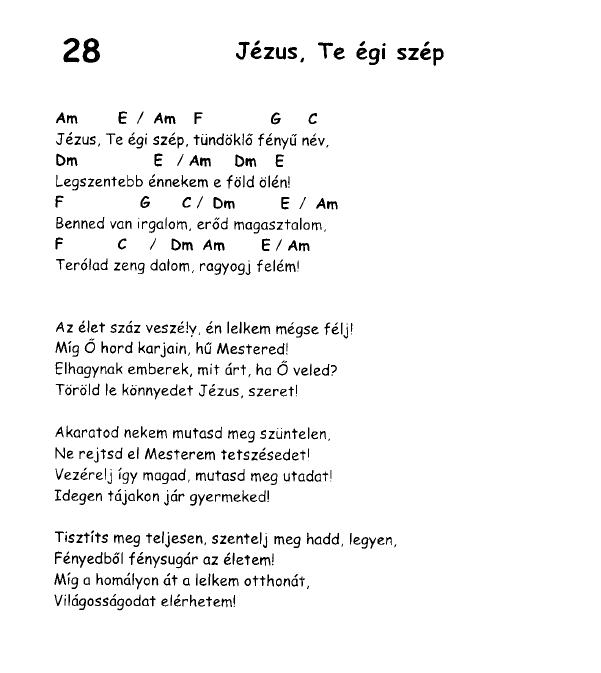 28 Jézus, Te égi szép
Am E / Am F G C
Jézus, Te égi szép, tündöklő fényű név,
Dm E / Am Dm E
Legszentebb énnekem e föld ölén!
F G C / Dm E / Am
Benned van irgalom, erőd magasztalom,
F C / Dm Am E / Am
Terólad zeng dalom, ragyogj felém!
Az élet száz veszély, én lelkem mégse félj!
Míg Ő hord karjain, hű Mestered!
Elhagynak emberek, mit árt, ha Ő veled?
Töröld le könnyedet Jézus, szeret!
Akaratod nekem mutasd meg szüntelen,
Ne rejtsd el Mesterem tetszésedet!
Vezérelj így magad, mutasd meg utadat!
Idegen tájakon jár gyermeked!
Tisztíts meg teljesen, szentelj meg hadd, legyen,
Fényedből fénysugár az életem!
Míg a homályon át a lelkem otthonát,
Világosságodat elérhetem!